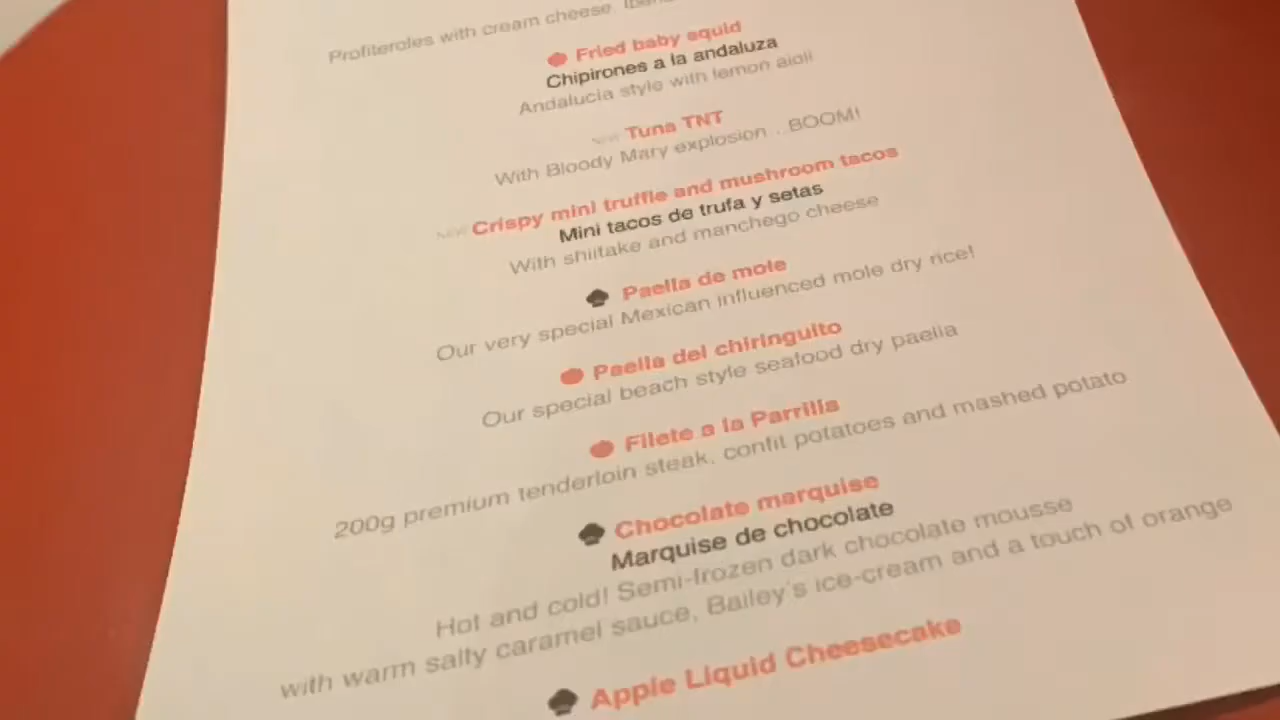 Profiteroles with cream cheese
Fried baby squid
Chipirones a la andaluza
Andalucia style with lemon aioli
NEW Tuna TNT
With Bloody Mary explosion ...BOOM!
NEW Crispy mini truffle and mushroom tacos
Mini tacos de trufa y setas
With shiitake and manchego cheese
Paella de mole
Our very special Mexican influenced mole dry rice!
Paella del chiringuito
Our special beach style seafood dry paella
Filete a la Parrilla
200g premium tenderloin steak, confit potatoes and mashed potato
Chocolate marquise
Marquise de chocolate
Hot and cold! Semi-frozen dark chocolate mousse
with warm salty caramel sauce, Bailey's ice-cream and a touch of orange
Apple Liquid Cheesecake